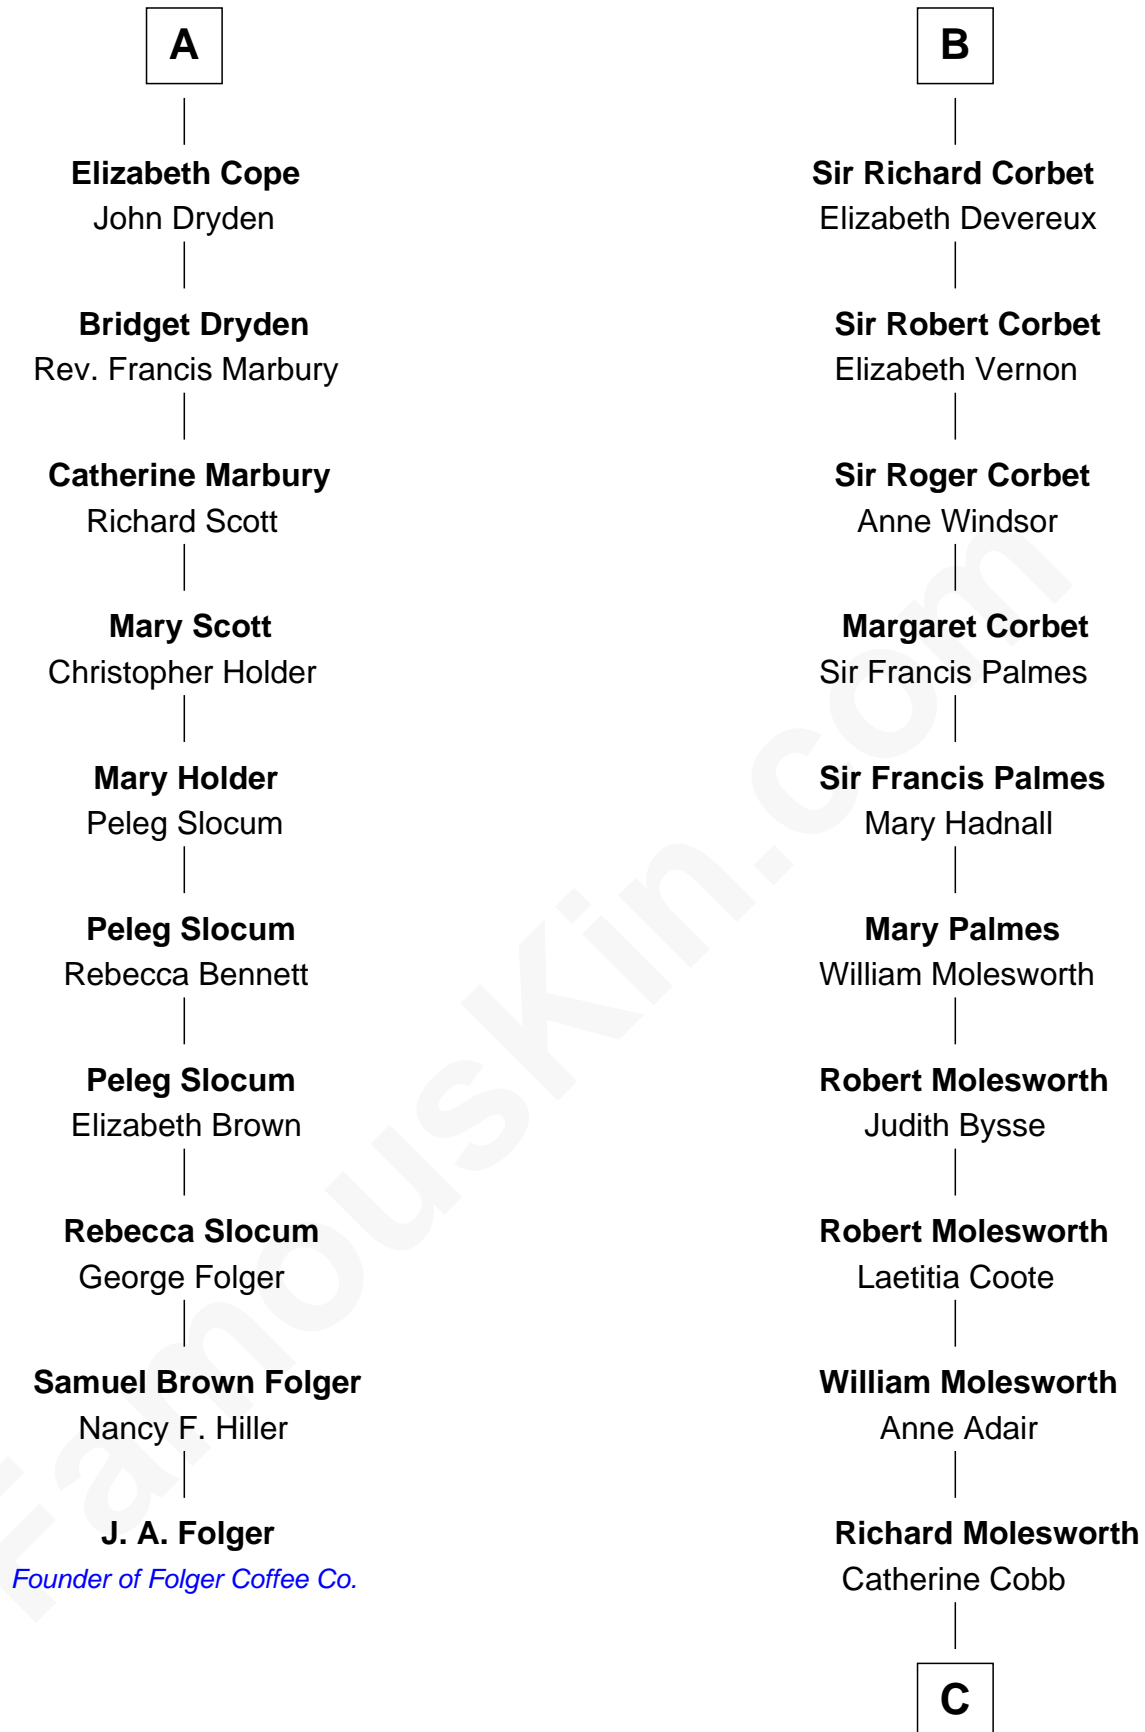 A
Elizabeth Cope
John Dryden
Bridget Dryden
Rev. Francis Marbury
Catherine Marbury
Richard Scott
Mary Scott
Christopher Holder
Mary Holder
Peleg Slocum
Peleg Slocum
Rebecca Bennett
Peleg Slocum
Elizabeth Brown
Rebecca Slocum
George Folger
Samuel Brown Folger
Nancy F. Hiller
J. A. Folger
Founder of Folger Coffee Co.
B
Sir Richard Corbet
Elizabeth Devereux
Sir Robert Corbet
Elizabeth Vernon
Sir Roger Corbet
Anne Windsor
Margaret Corbet
Sir Francis Palmes
Sir Francis Palmes
Mary Hadnall
Mary Palmes
William Molesworth
Robert Molesworth
Judith Bysse
Robert Molesworth
Laetitia Coote
William Molesworth
Anne Adair
Richard Molesworth
Catherine Cobb
C
FamousKin.com